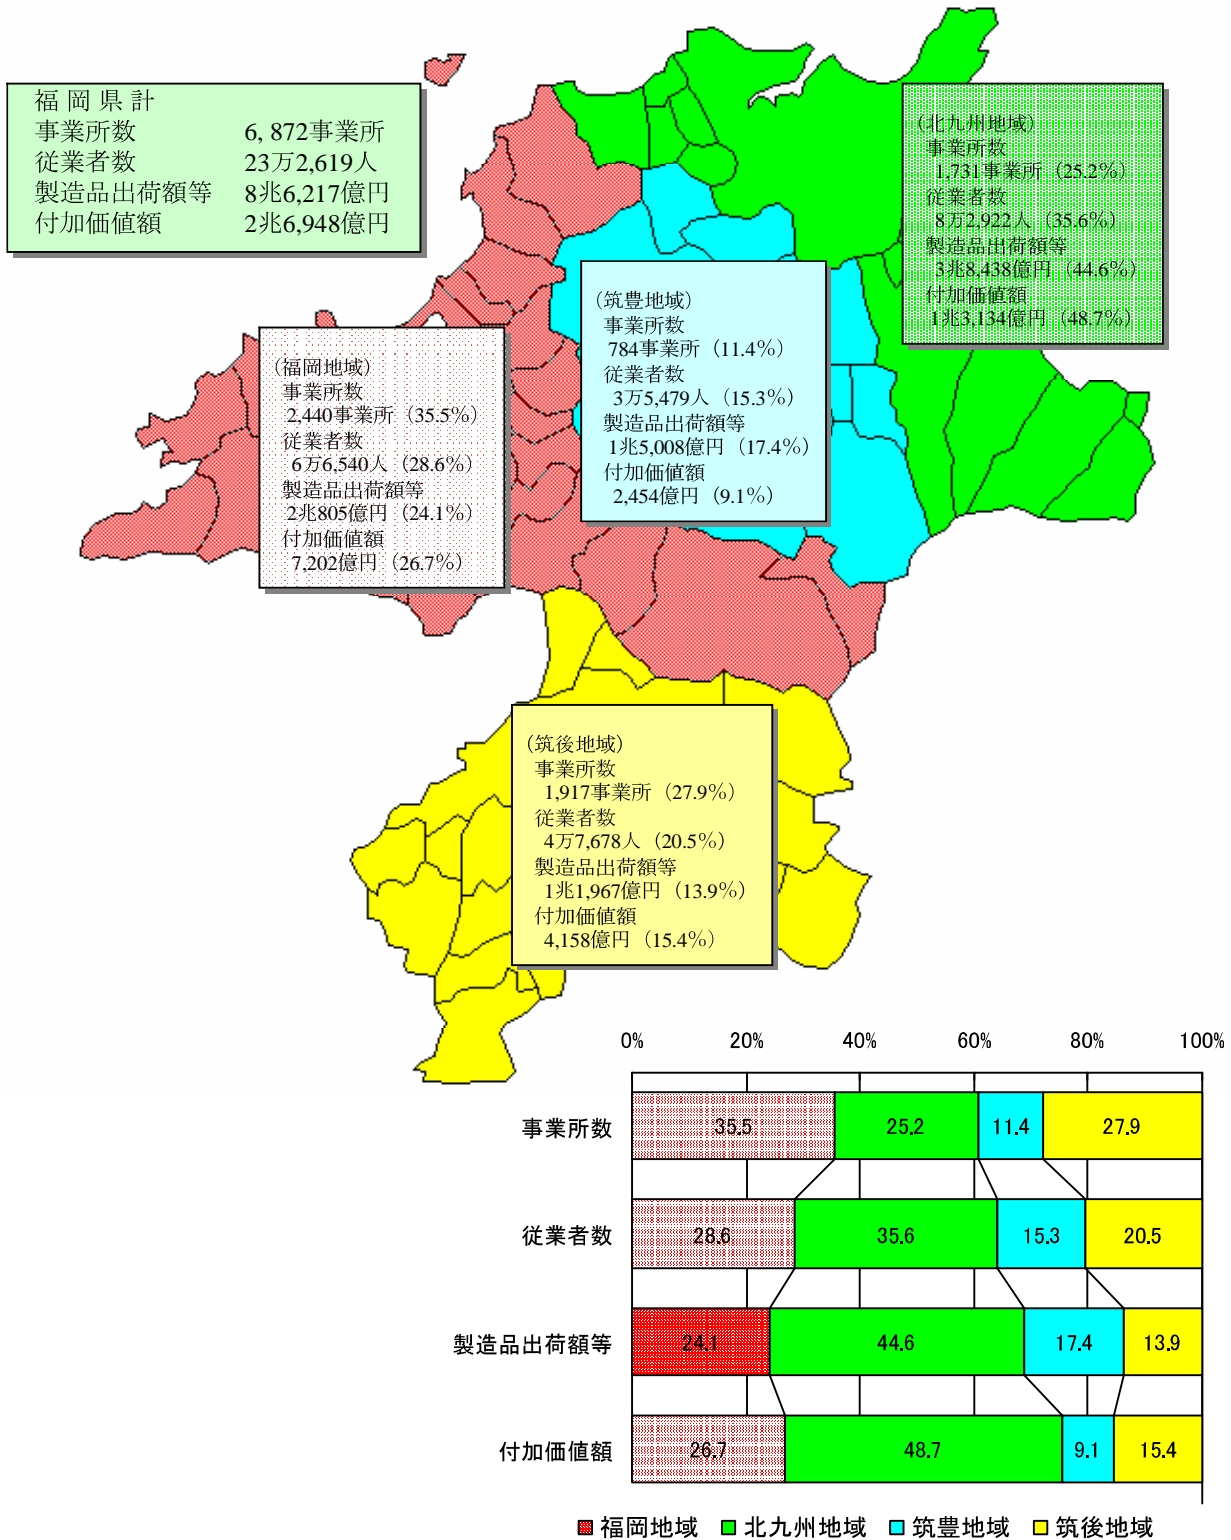 福岡県計
事業所数 6,872事業所
従業者数 23万2,619人
製造品出荷額等 8兆6,217億円
付加価値額 2兆6,948億円
(北九州地域)
事業所数
1,731事業所(25.2%)
従業者数
8万2,922人(35.6%)
製造品出荷額等
3兆8,438億円(44.6%)
付加価値額
1兆3,134億円(48.7%)
(筑豊地域)
事業所数
784事業所(11.4%)
従業者数
3万5,479人(15.3%)
製造品出荷額等
1兆5,008億円(17.4%)
付加価値額
2,454億円(9.1%)
(福岡地域)
事業所数
2,440事業所(35.5%)
従業者数
6万6,540人(28.6%)
製造品出荷額等
2兆805億円(24.1%)
付加価値額
7,202億円(26.7%)
(筑後地域)
事業所数
1,917事業所(27.9%)
従業者数
4万7,678人(20.5%)
製造品出荷額等
1兆1,967億円(13.9%)
付加価値額
4,158億円(15.4%)
0% 20% 40% 60% 80% 100%
事業所数 35.5 25.2 11.4 27.9
従業者数 28.6 35.6 15.3 20.5
製造品出荷額等 24.1 44.6 17.4 13.9
付加価値額 26.7 48.7 9.1 15.4
福岡地域 北九州地域 筑豊地域 筑後地域